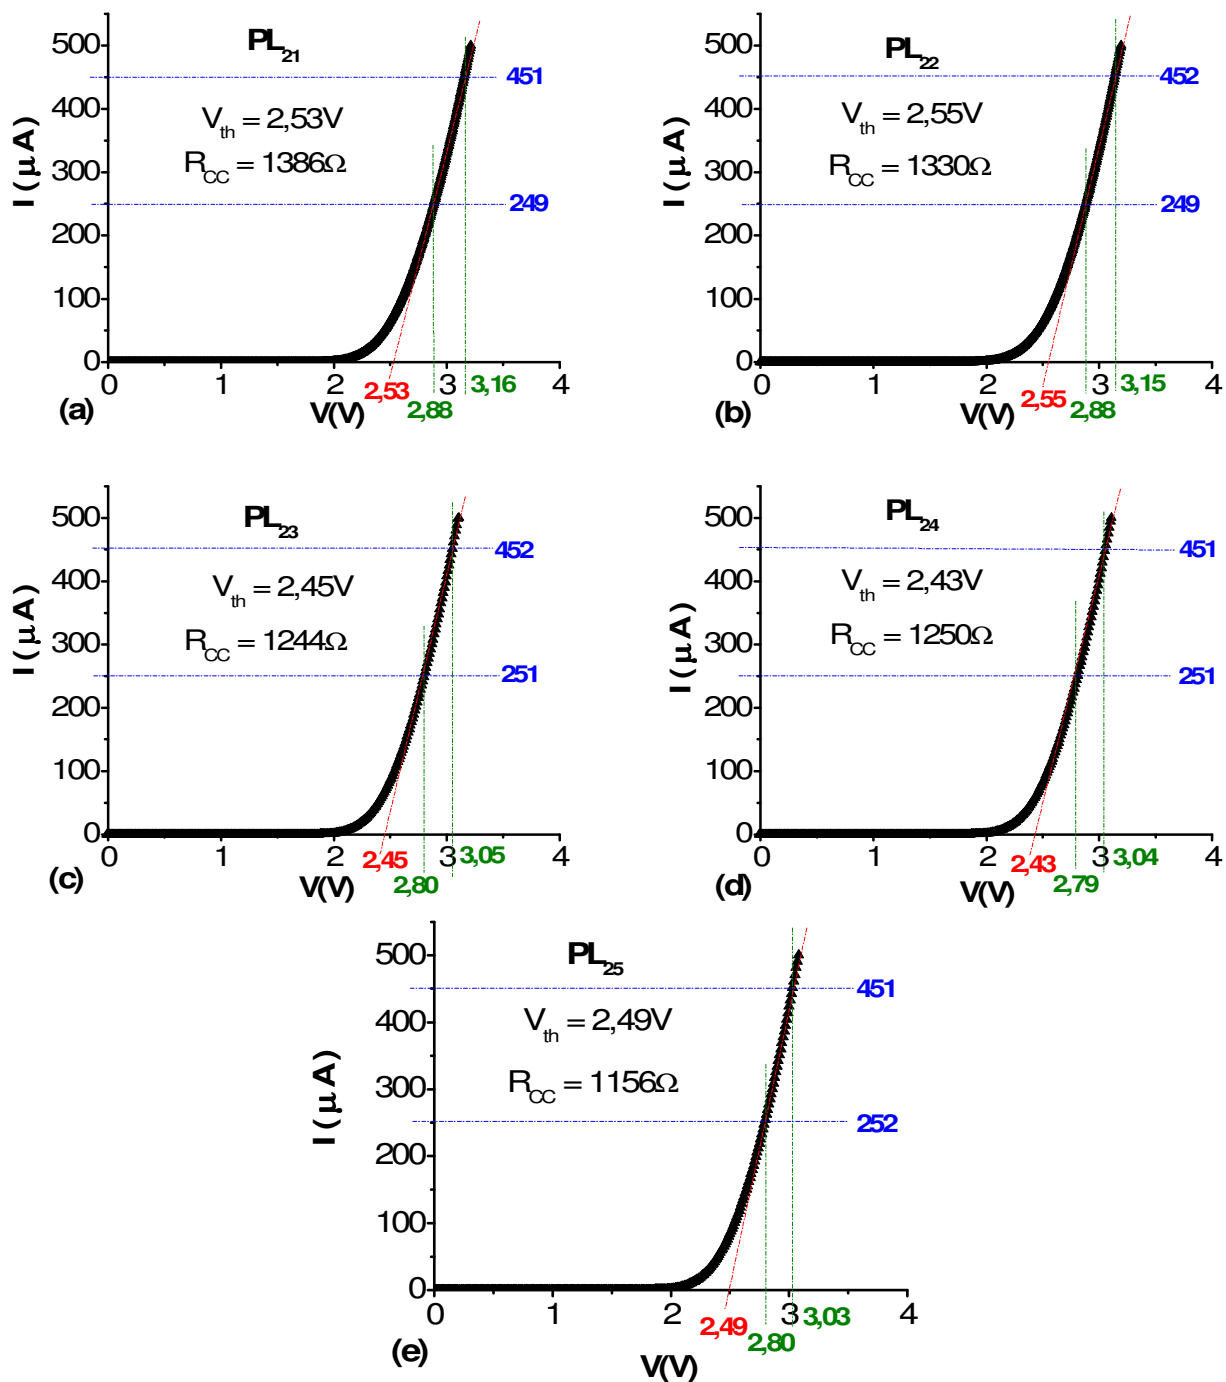 PL21
I (μA)
500
400
300
200
100
0
451
249
Vth = 2,53V
RCC = 1386Ω
0
1
2
3
4
2,53
3,16
2,88
V(V)
(a)
PL22
I (μA)
500
400
300
200
100
0
452
249
Vth = 2,55V
RCC = 1330Ω
0
1
2
3
4
2,55
3,15
2,88
V(V)
(b)
PL23
I (μA)
500
400
300
200
100
0
452
251
Vth = 2,45V
RCC = 1244Ω
0
1
2
3
4
2,45
3,05
2,80
V(V)
(c)
PL24
I (μA)
500
400
300
200
100
0
451
251
Vth = 2,43V
RCC = 1250Ω
0
1
2
3
4
2,43
3,04
2,79
V(V)
(d)
PL25
I (μA)
500
400
300
200
100
0
451
252
Vth = 2,49V
RCC = 1156Ω
0
1
2
3
4
2,49
3,03
2,80
V(V)
(e)